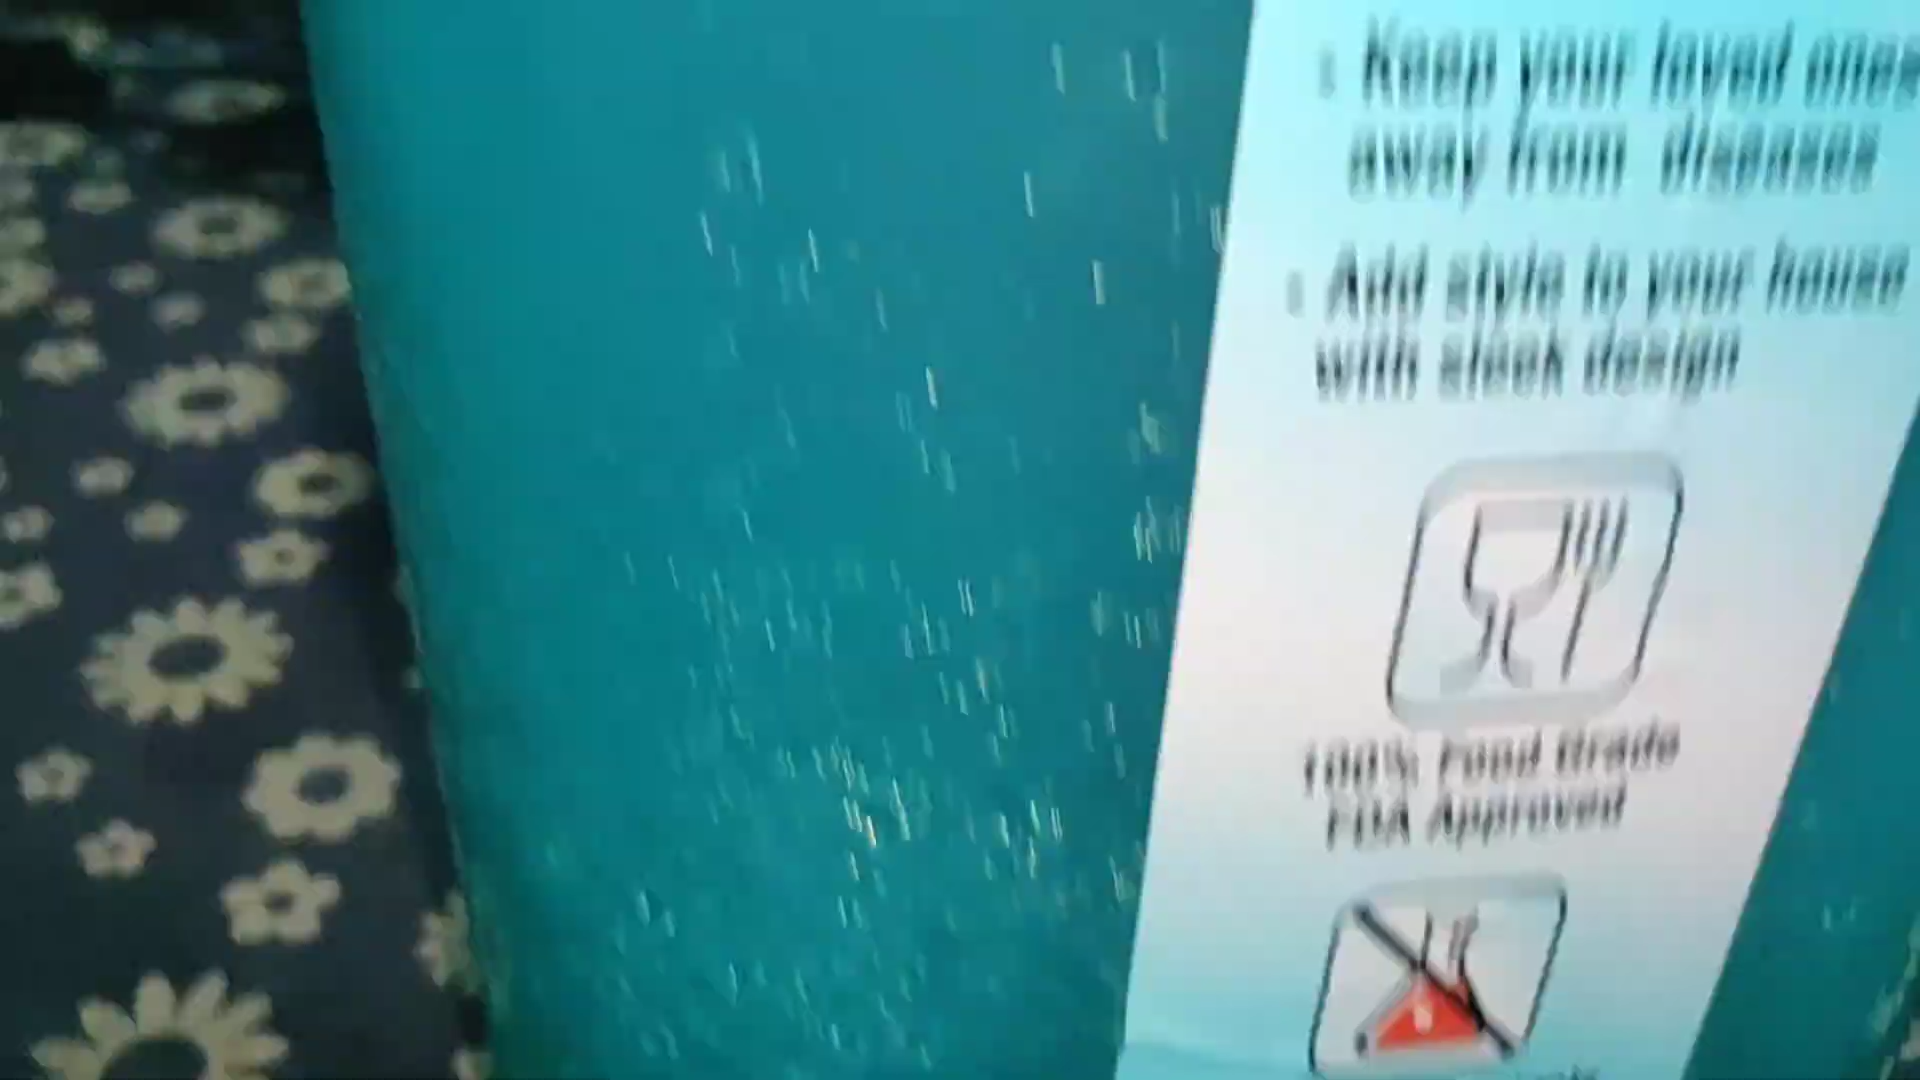 Keep your loved ones
away from diseases
Add style to your house
with sleek design
100% Food Grade
FDA Approved